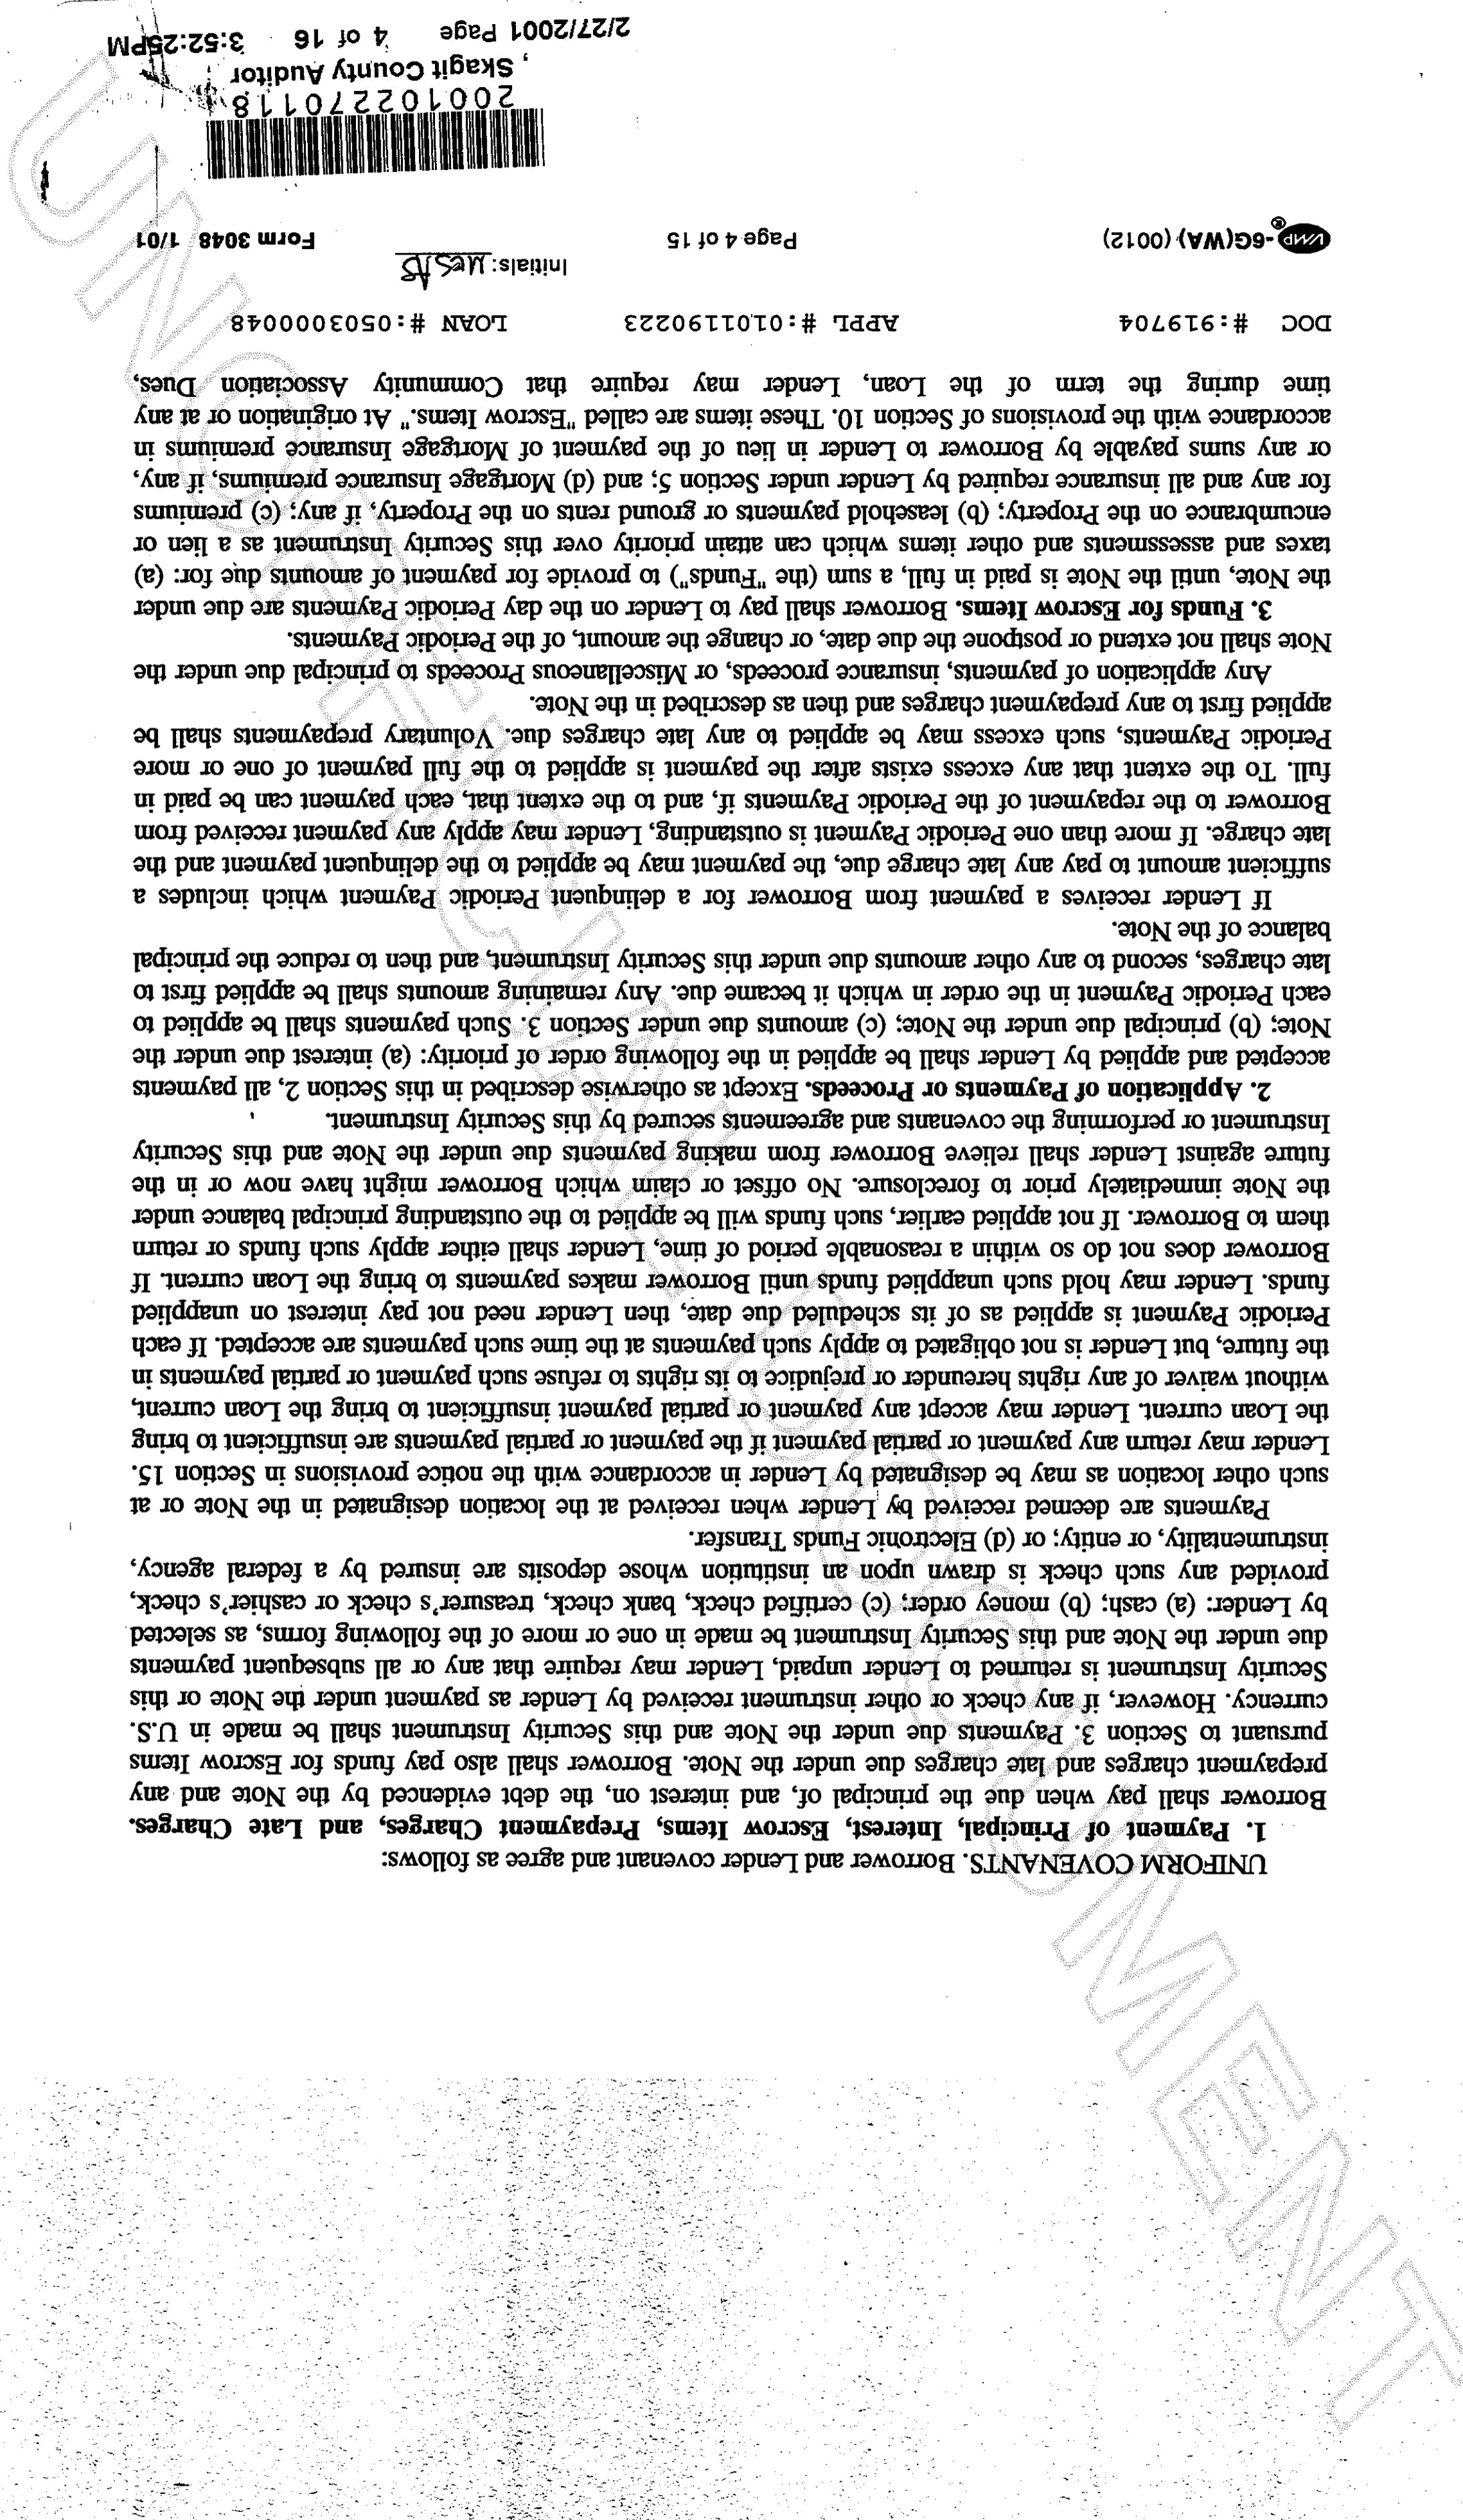 UNIFORM COVENANTS. Borrower and Lender covenant and agree as follows:
1. Payment of Principal, Interest, Escrow Items, Prepayment Charges, and Late Charges.
Borrower shall pay when due the principal of, and interest on, the debt evidenced by the Note and any
prepayment charges and late charges due under the Note. Borrower shall also pay funds for Escrow Items
pursuant to Section 3. Payments due under the Note and this Security Instrument shall be made in U.S.
currency. However, if any check or other instrument received by Lender as payment under the Note or this
Security Instrument is returned to Lender unpaid, Lender may require that any or all subsequent payments
due under the Note and this Security Instrument be made in one or more of the following forms, as selected
by Lender: (a) cash; (b) money order; (c) certified check, bank check, treasurer's check or cashier's check,
provided any such check is drawn upon an institution whose deposits are insured by a federal agency,
instrumentality, or entity; or (d) Electronic Funds Transfer.
Payments are deemed received by Lender when received at the location designated in the Note or at
such other location as may be designated by Lender in accordance with the notice provisions in Section 15.
Lender may return any payment or partial payment if the payment or partial payments are insufficient to bring
the Loan current. Lender may accept any payment or partial payment insufficient to bring the Loan current,
without waiver of any rights hereunder or prejudice to its rights to refuse such payment or partial payments in
the future, but Lender is not obligated to apply such payments at the time such payments are accepted. If each
Periodic Payment is applied as of its scheduled due date, then Lender need not pay interest on unapplied
funds. Lender may hold such unapplied funds until Borrower makes payments to bring the Loan current. If
Borrower does not do so within a reasonable period of time, Lender shall either apply such funds or return
them to Borrower. If not applied earlier, such funds will be applied to the outstanding principal balance under
the Note immediately prior to foreclosure. No offset or claim which Borrower might have now or in the
future against Lender shall relieve Borrower from making payments due under the Note and this Security
Instrument or performing the covenants and agreements secured by this Security Instrument.
2. Application of Payments or Proceeds. Except as otherwise described in this Section 2, all payments
accepted and applied by Lender shall be applied in the following order of priority: (a) interest due under the
Note; (b) principal due under the Note; (c) amounts due under Section 3. Such payments shall be applied to
each Periodic Payment in the order in which it became due. Any remaining amounts shall be applied first to
late charges, second to any other amounts due under this Security Instrument, and then to reduce the principal
balance of the Note.
If Lender receives a payment from Borrower for a delinquent Periodic Payment which includes a
sufficient amount to pay any late charge due, the payment may be applied to the delinquent payment and the
late charge. If more than one Periodic Payment is outstanding, Lender may apply any payment received from
Borrower to the repayment of the Periodic Payments if, and to the extent that, each payment can be paid in
full. To the extent that any excess exists after the payment is applied to the full payment of one or more
Periodic Payments, such excess may be applied to any late charges due. Voluntary prepayments shall be
applied first to any prepayment charges and then as described in the Note.
Any application of payments, insurance proceeds, or Miscellaneous Proceeds to principal due under the
Note shall not extend or postpone the due date, or change the amount, of the Periodic Payments.
3. Funds for Escrow Items. Borrower shall pay to Lender on the day Periodic Payments are due under
the Note, until the Note is paid in full, a sum (the "Funds") to provide for payment of amounts due for: (a)
taxes and assessments and other items which can attain priority over this Security Instrument as a lien or
encumbrance on the Property; (b) leasehold payments or ground rents on the Property, if any; (c) premiums
for any and all insurance required by Lender under Section 5; and (d) Mortgage Insurance premiums, if any,
or any sums payable by Borrower to Lender in lieu of the payment of Mortgage Insurance premiums in
accordance with the provisions of Section 10. These items are called "Escrow Items." At origination or at any
time during the term of the Loan, Lender may require that Community Association Dues,
DOC #:919704 APPL #:0101190223 LOAN #:0503000048
Initials:
VMP®-6G(WA) (0012) Page 4 of 15 Form 3048 1/01
200102270118
, Skagit County Auditor
2/27/2001 Page 4 of 16 3:52:25PM
UNOFFICIAL DOCUMENT